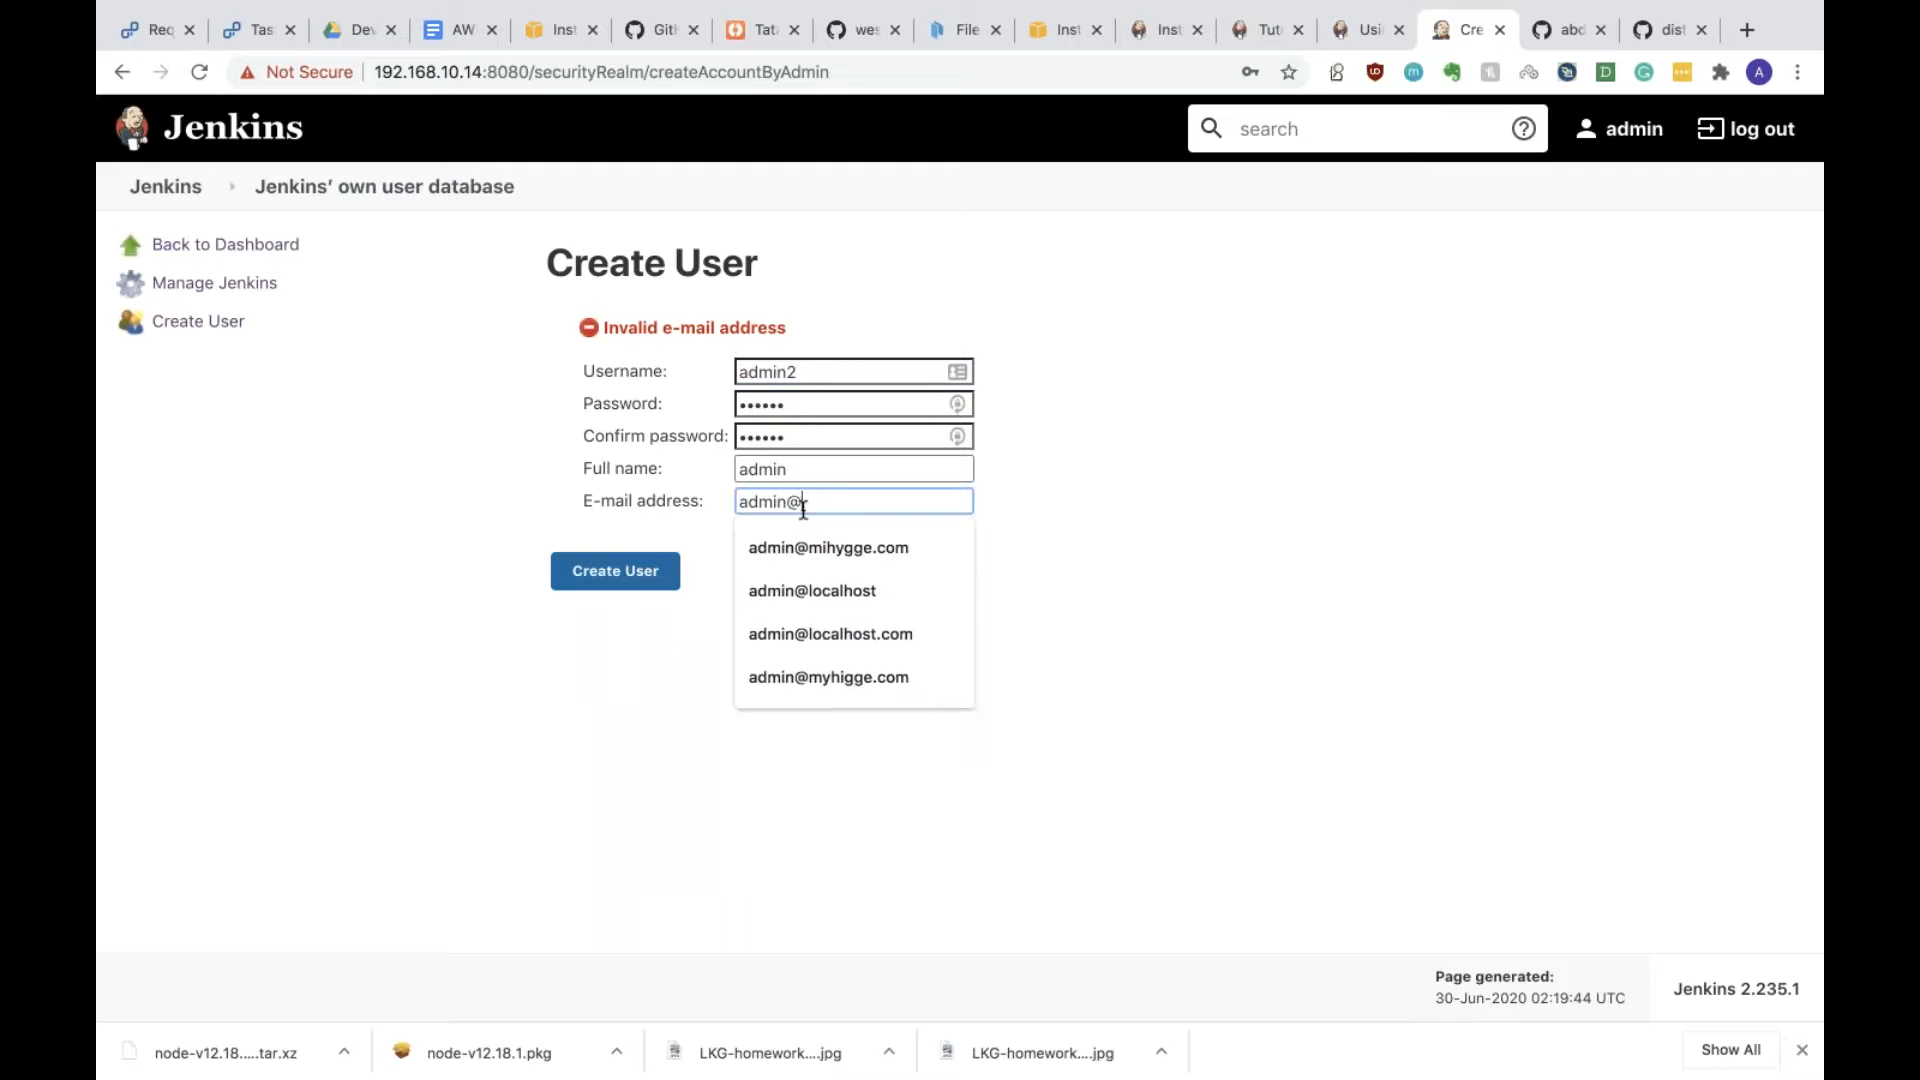 Req
Tas
Dev
AW
Inst
Gith
Tata
wes
File
Inst
Inst
Tuto
Usi
Cre
abd
dist
Not Secure
192.168.10.14:8080/securityRealm/createAccountByAdmin
A
Jenkins
search
admin
log out
Jenkins
Jenkins’ own user database
Back to Dashboard
Manage Jenkins
Create User
Create User
Invalid e-mail address
Username:
admin2
Password:
••••••
Confirm password:
••••••
Full name:
admin
E-mail address:
admin@
admin@mihygge.com
admin@localhost
admin@localhost.com
admin@myhigge.com
Create User
Page generated:
30-Jun-2020 02:19:44 UTC
Jenkins 2.235.1
node-v12.18.....tar.xz
node-v12.18.1.pkg
LKG-homework....jpg
LKG-homework....jpg
Show All